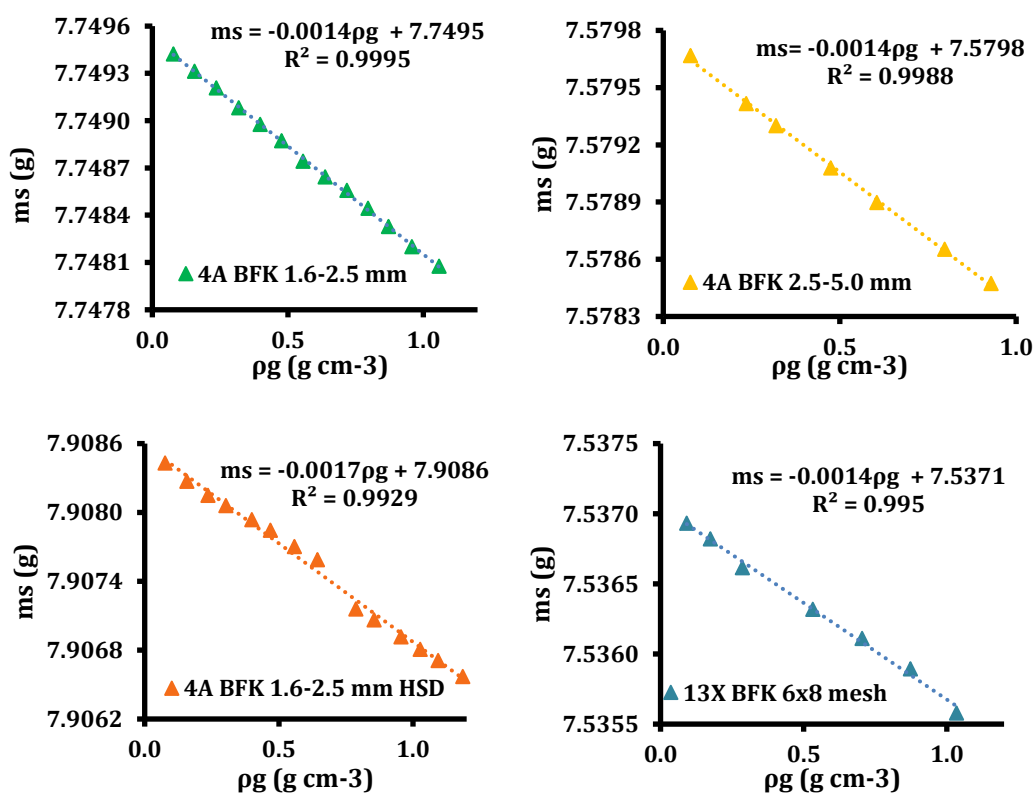 ms = -0.0014ρg + 7.7495
R² = 0.9995
7.7496
7.7493
7.7490
7.7487
7.7484
7.7481
7.7478
ms (g)
4A BFK 1.6-2.5 mm
0.0 0.5 1.0
ρg (g cm-3)
ms= -0.0014ρg + 7.5798
R² = 0.9988
7.5798
7.5795
7.5792
7.5789
7.5786
7.5783
ms (g)
4A BFK 2.5-5.0 mm
0.0 0.5 1.0
ρg (g cm-3)
ms = -0.0017ρg + 7.9086
R² = 0.9929
7.9086
7.9080
7.9074
7.9068
7.9062
ms (g)
4A BFK 1.6-2.5 mm HSD
0.0 0.5 1.0
ρg (g cm-3)
ms = -0.0014ρg + 7.5371
R² = 0.995
7.5375
7.5370
7.5365
7.5360
7.5355
ms (g)
13X BFK 6x8 mesh
0.0 0.5 1.0
ρg (g cm-3)